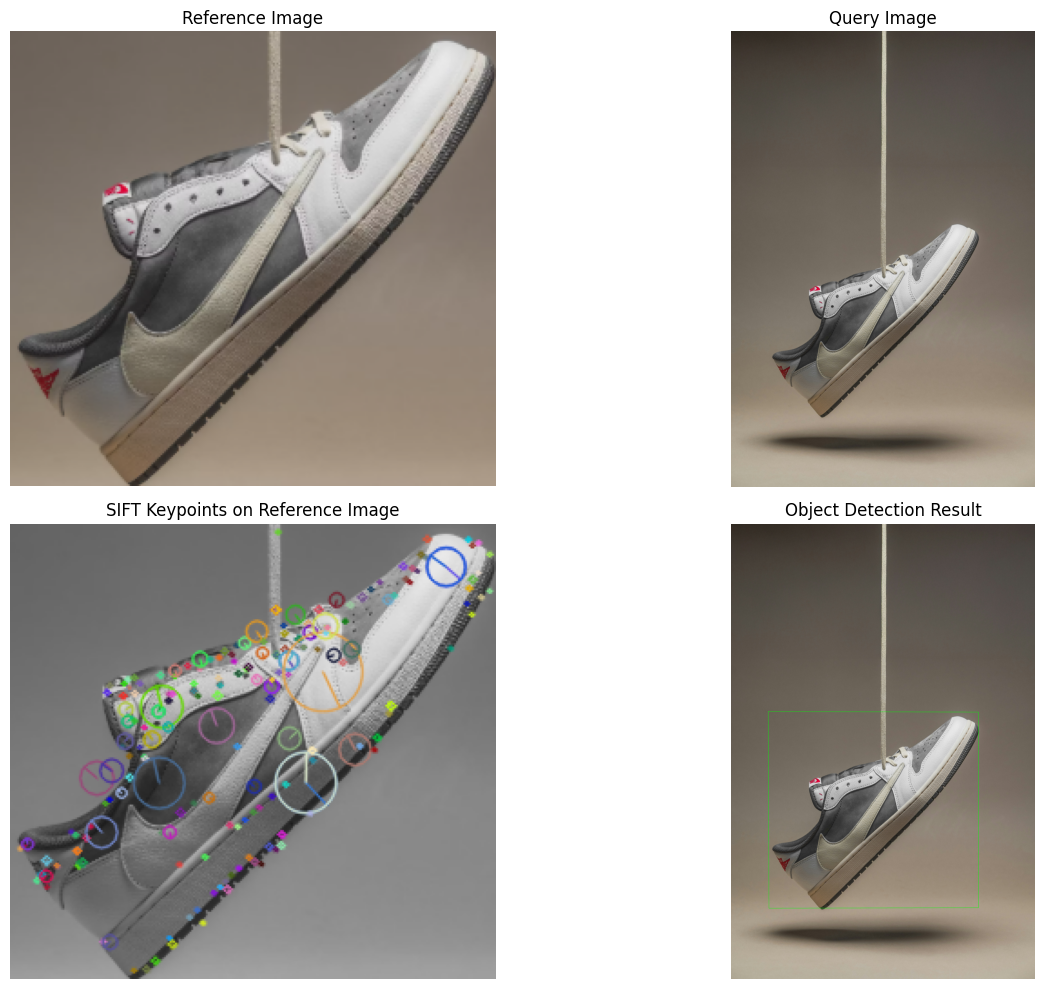 Reference Image
Query Image
SIFT Keypoints on Reference Image
Object Detection Result